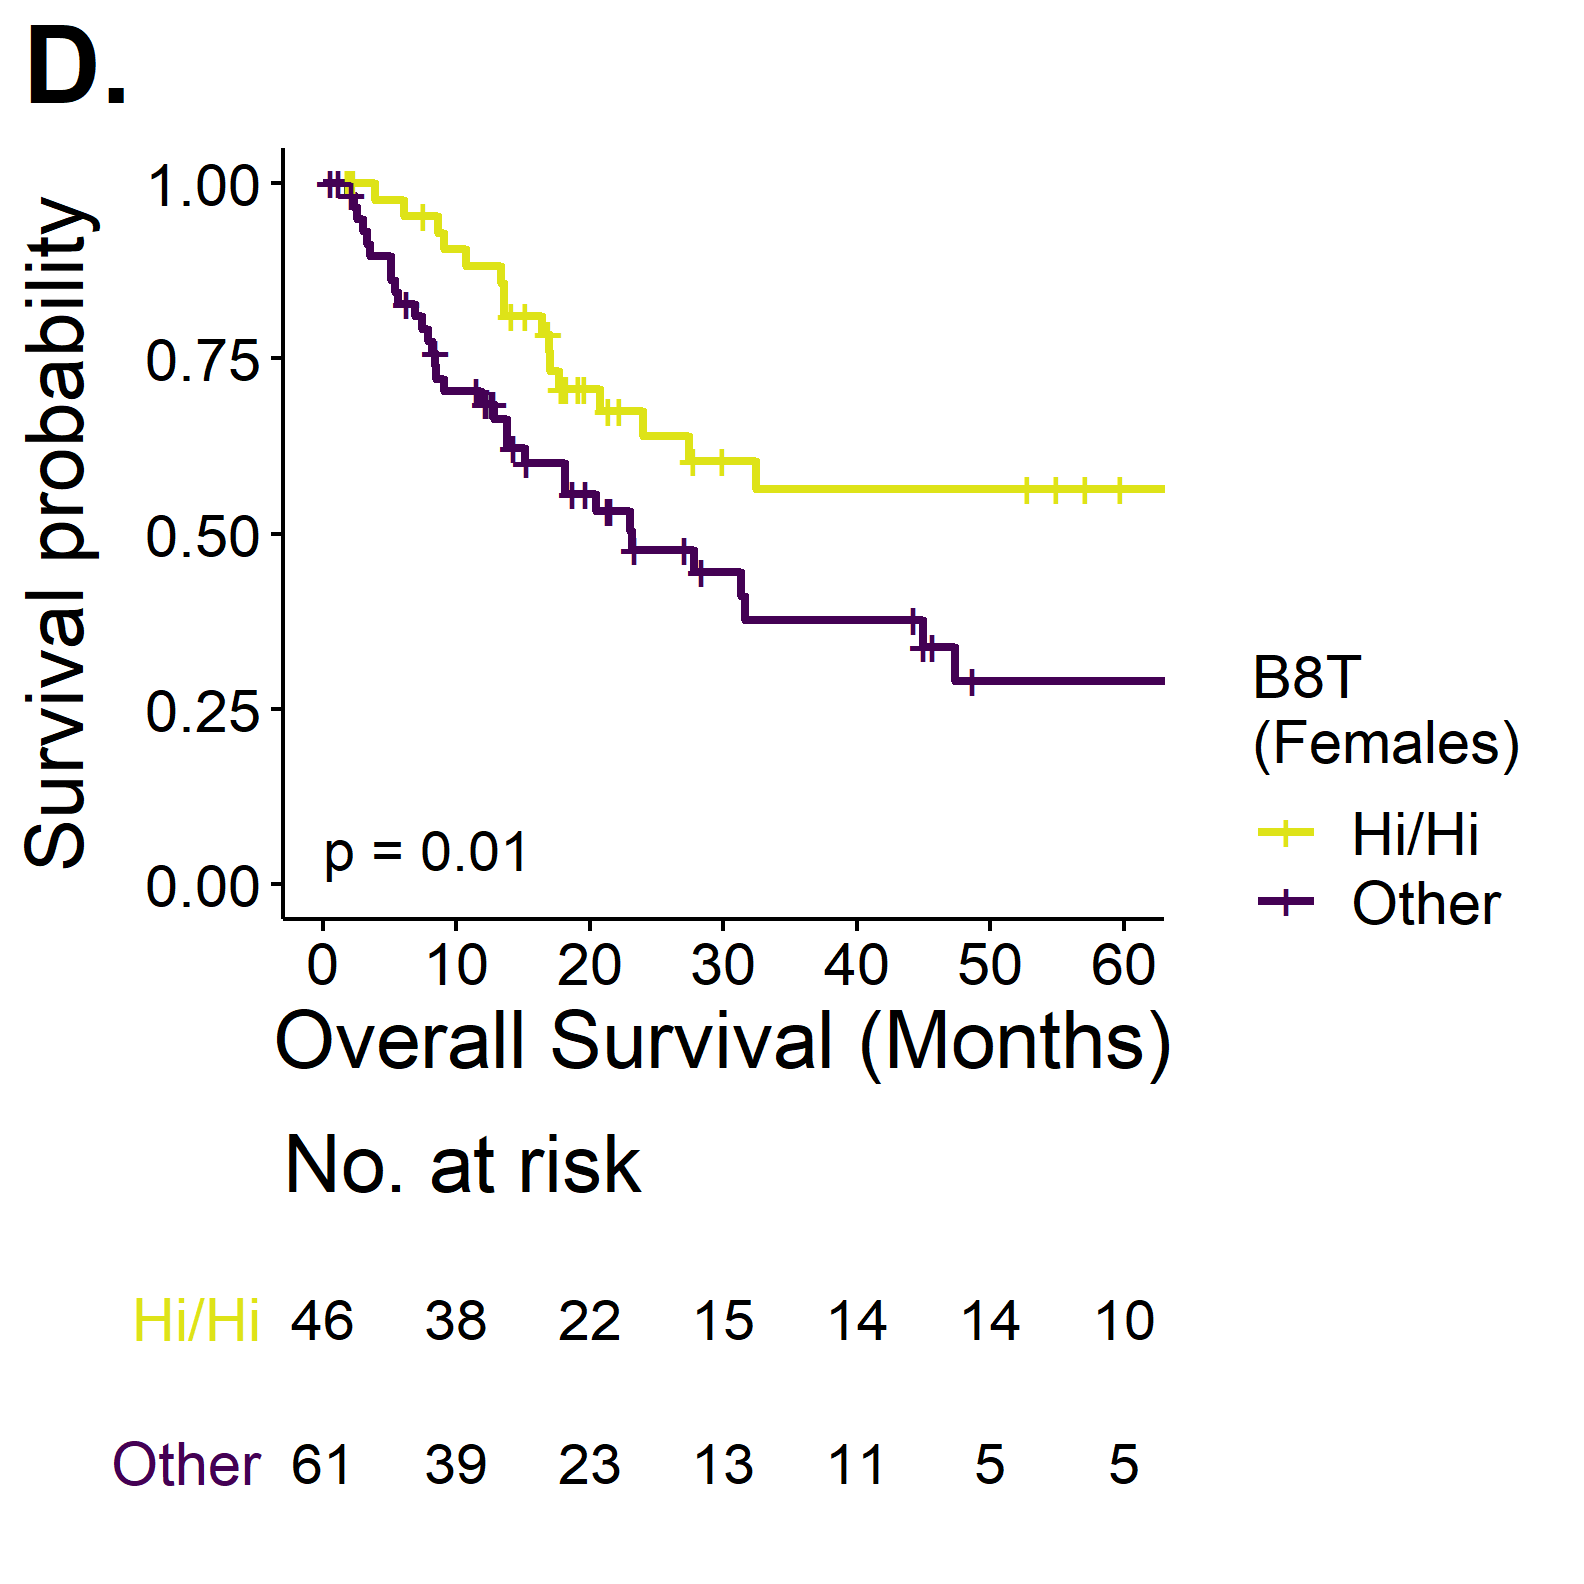 D.
Survival probability
1.00
0.75
0.50
0.25
0.00
p = 0.01
0 10 20 30 40 50 60
Overall Survival (Months)
B8T
(Females)
Hi/Hi
Other
No. at risk
Hi/Hi 46 38 22 15 14 14 10
Other 61 39 23 13 11 5 5